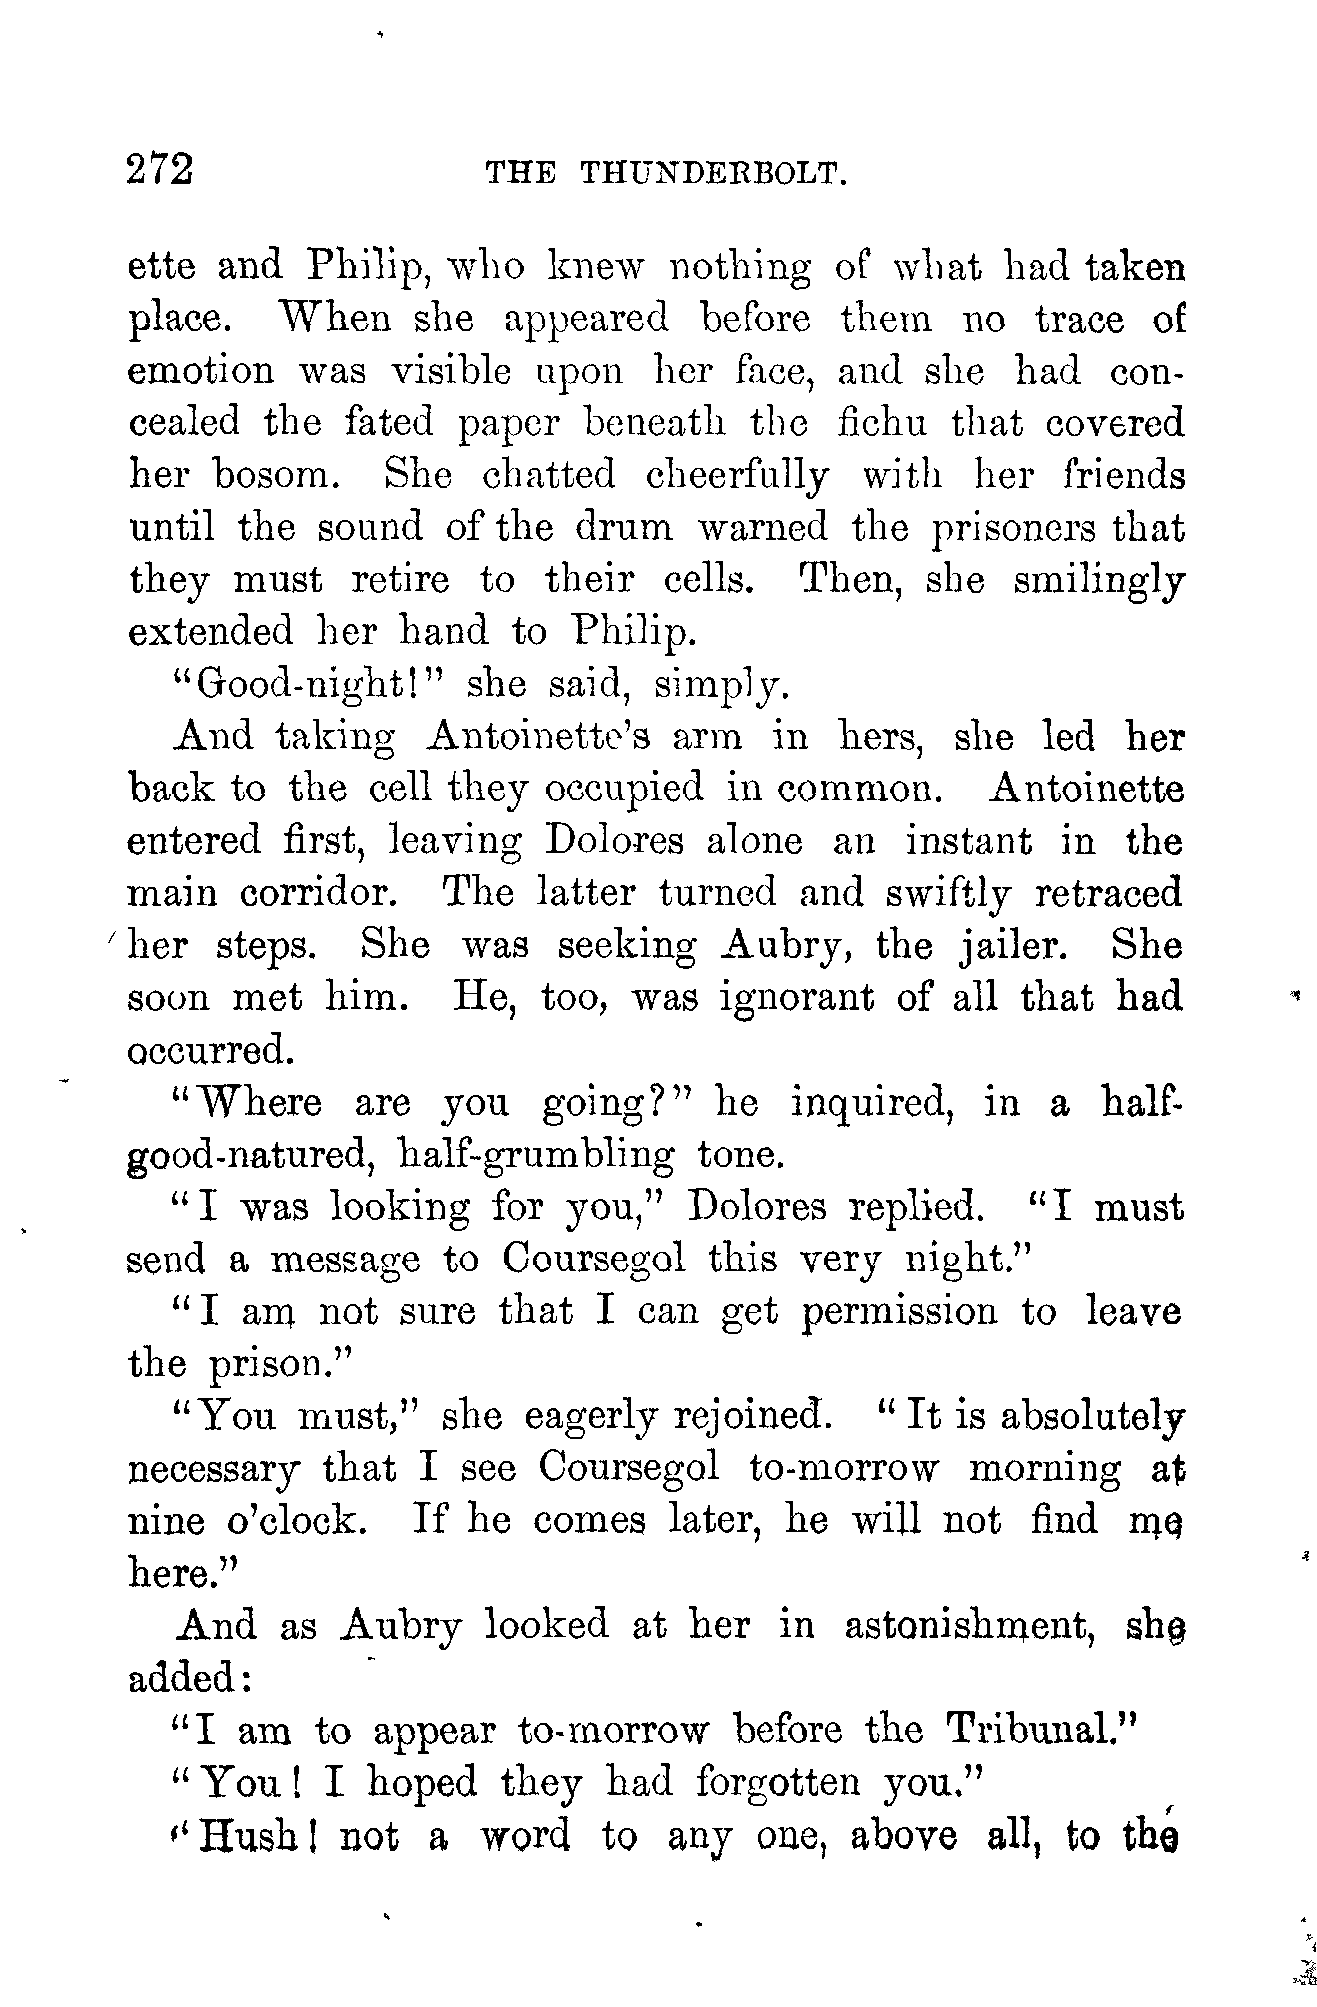 272 THE THUNDERBOLT.
ette and Philip, who knew nothing of what had taken
place. When she appeared before them no trace of
emotion was visible upon her face, and she had con-
cealed the fated paper beneath the fichu that covered
her bosom. She chatted cheerfully with her friends
until the sound of the drum warned the prisoners that
they must retire to their cells. Then, she smilingly
extended her hand to Philip.
"Good-night!" she said, simply.
And taking Antoinette's arm in hers, she led her
back to the cell they occupied in common. Antoinette
entered first, leaving Dolores alone an instant in the
main corridor. The latter turned and swiftly retraced
her steps. She was seeking Aubry, the jailer. She
soon met him. He, too, was ignorant of all that had
occurred.
"Where are you going?" he inquired, in a half-
good-natured, half-grumbling tone.
"I was looking for you," Dolores replied. "I must
send a message to Coursegol this very night."
"I am not sure that I can get permission to leave
the prison."
"You must," she eagerly rejoined. "It is absolutely
necessary that I see Coursegol to-morrow morning at
nine o'clock. If he comes later, he will not find me
here."
And as Aubry looked at her in astonishment, she
added:
"I am to appear to-morrow before the Tribunal."
"You! I hoped they had forgotten you."
"Hush! not a word to any one, above all, to the